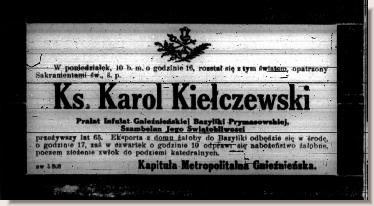 W poniedziałek, 10 b. m. o godzinie 16, rozstał się z tym światem, opatrzony
Sakramentami św., ś. p.
Ks. Karol Kiełczewski
Prałat Infułat Gnieźnieńskiej Bazyliki Prymasowskiej,
Szambelan Jego Świątobliwości
przeżywszy lat 65. Eksporta z domu żałoby do Bazyliki odbędzie się w środę,
o godzinie 17, zaś w czwartek o godzinie 10 odprawi się nabożeństwo żałobne,
poczem złożenie zwłok do podziemi katedralnych.
Kapituła Metropolitalna Gnieźnieńska.